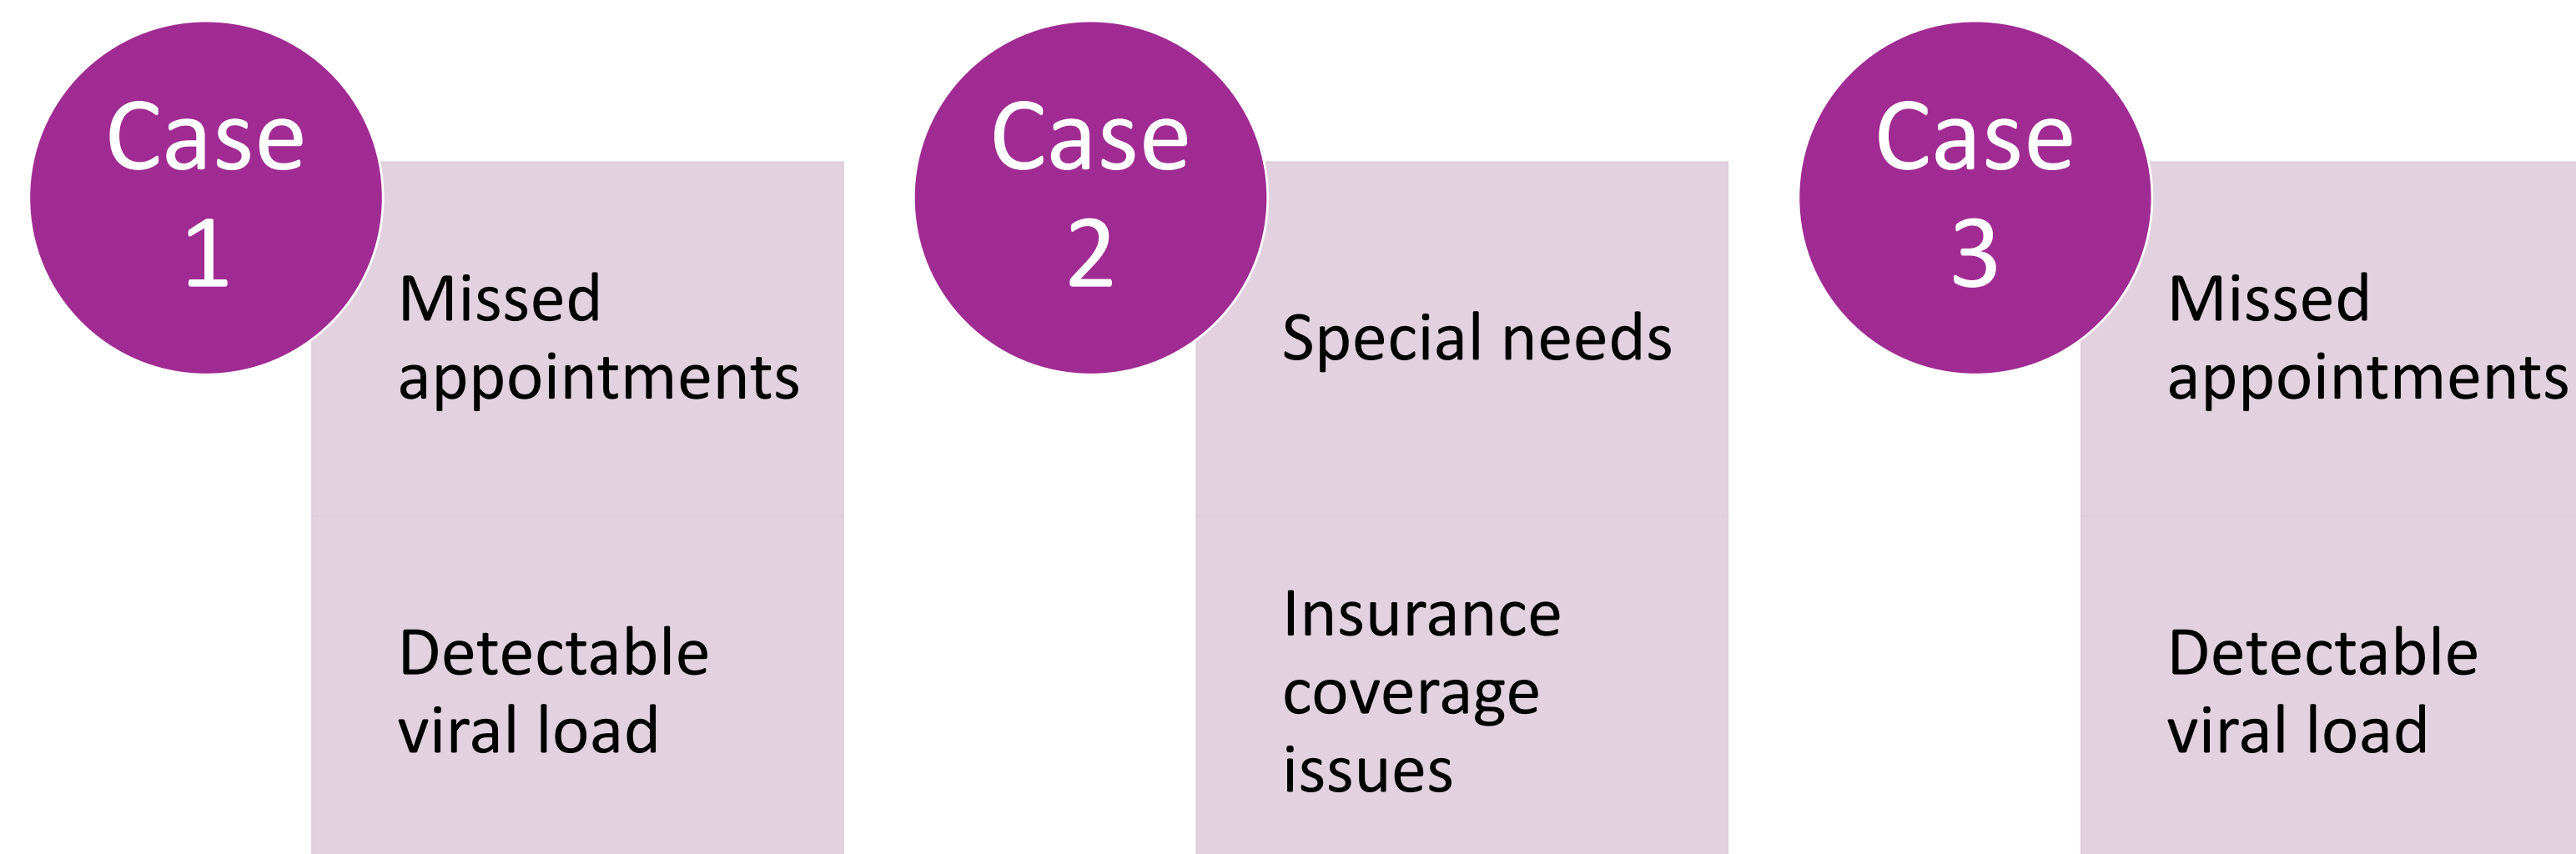 Case
1
Missed
appointments
Detectable
viral load
Case
2
Special needs
Insurance
coverage
issues
Case
3
Missed
appointments
Detectable
viral load